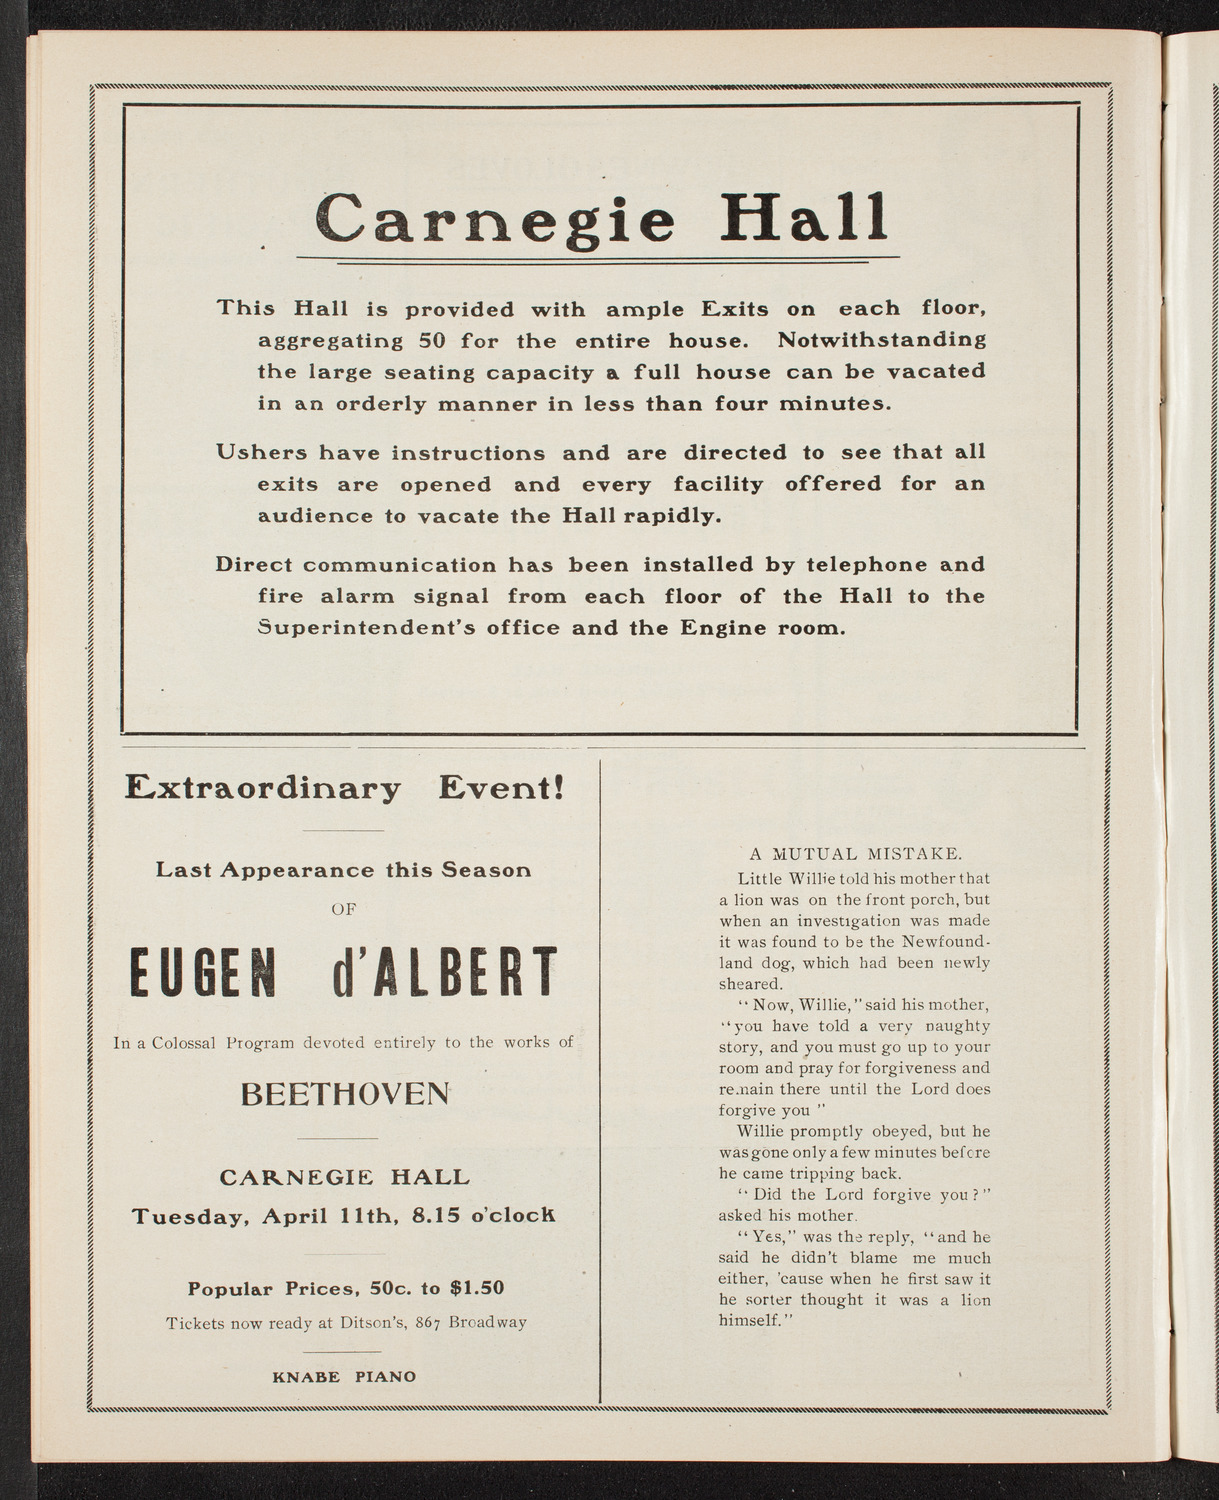 Carnegie Hall
This Hall is provided with ample Exits on each floor,
aggregating 50 for the entire house. Notwithstanding
the large seating capacity a full house can be vacated
in an orderly manner in less than four minutes.
Ushers have instructions and are directed to see that all
exits are opened and every facility offered for an
audience to vacate the Hall rapidly.
Direct communication has been installed by telephone and
fire alarm signal from each floor of the Hall to the
Superintendent's office and the Engine room.
Extraordinary Event!
Last Appearance this Season
OF
EUGEN d'ALBERT
In a Colossal Program devoted entirely to the works of
BEETHOVEN
CARNEGIE HALL
Tuesday, April 11th, 8.15 o'clock
Popular Prices, 50c. to $1.50
Tickets now ready at Ditson's, 867 Broadway
KNABE PIANO
A MUTUAL MISTAKE.
Little Willie told his mother that
a lion was on the front porch, but
when an investigation was made
it was found to be the Newfound-
land dog, which had been newly
sheared.
"Now, Willie," said his mother,
"you have told a very naughty
story, and you must go up to your
room and pray for forgiveness and
remain there until the Lord does
forgive you"
Willie promptly obeyed, but he
was gone only a few minutes before
he came tripping back.
"Did the Lord forgive you?"
asked his mother.
"Yes," was the reply, "and he
said he didn't blame me much
either, 'cause when he first saw it
he sorter thought it was a lion
himself."